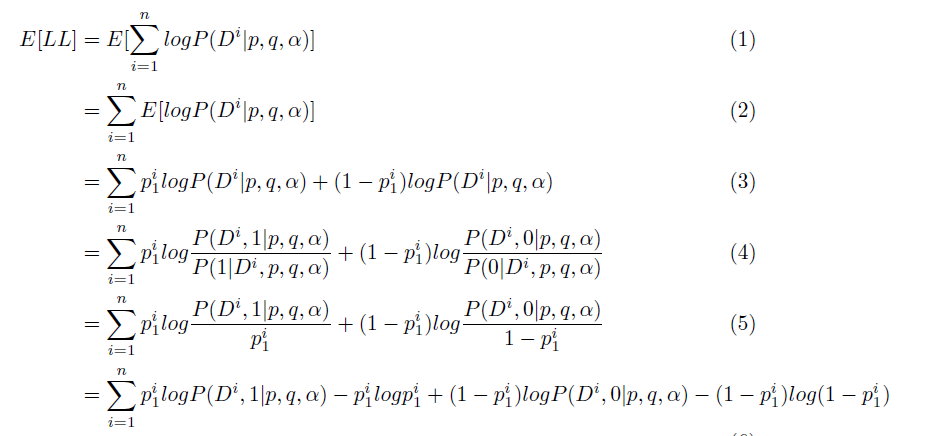 E[LL] = E[∑_{i=1}^{n} logP(D^i|p, q, α)] (1)
= ∑_{i=1}^{n} E[logP(D^i|p, q, α)] (2)
= ∑_{i=1}^{n} p_1^i logP(D^i|p, q, α) + (1 − p_1^i)logP(D^i|p, q, α) (3)
= ∑_{i=1}^{n} p_1^i log \frac{P(D^i, 1|p, q, α)}{P(1|D^i, p, q, α)} + (1 − p_1^i)log \frac{P(D^i, 0|p, q, α)}{P(0|D^i, p, q, α)} (4)
= ∑_{i=1}^{n} p_1^i log \frac{P(D^i, 1|p, q, α)}{p_1^i} + (1 − p_1^i)log \frac{P(D^i, 0|p, q, α)}{1 − p_1^i} (5)
= ∑_{i=1}^{n} p_1^i logP(D^i, 1|p, q, α) − p_1^i logp_1^i + (1 − p_1^i)logP(D^i, 0|p, q, α) − (1 − p_1^i)log(1 − p_1^i)